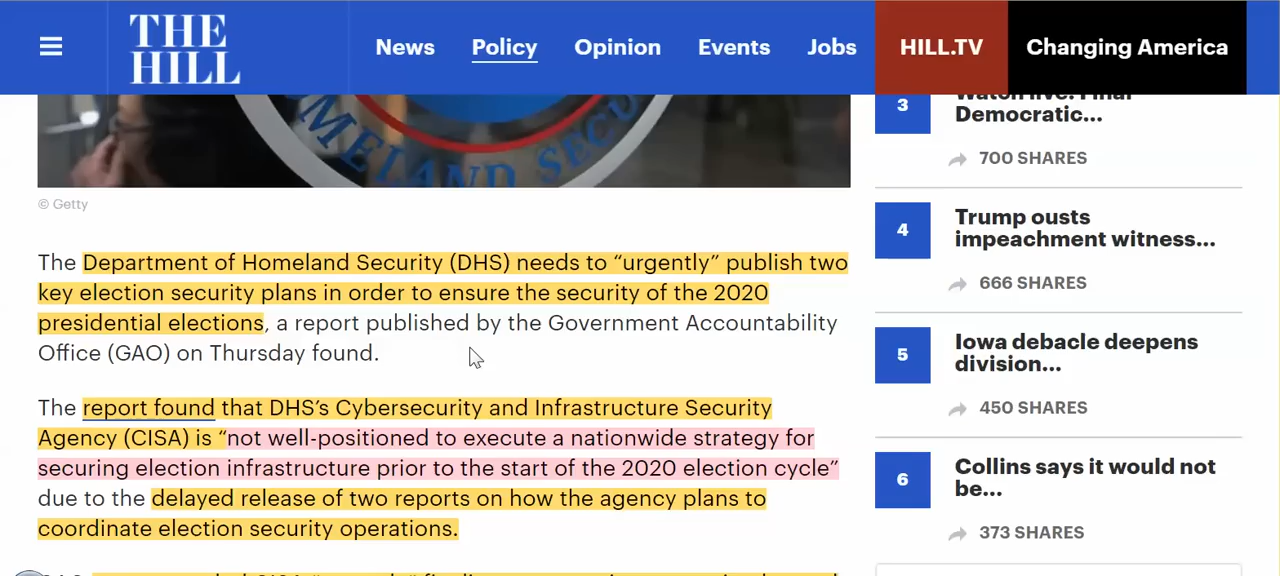 THE
HILL
News Policy Opinion Events Jobs HILL.TV Changing America
MELAND SECU
© Getty
The Department of Homeland Security (DHS) needs to “urgently” publish two
key election security plans in order to ensure the security of the 2020
presidential elections, a report published by the Government Accountability
Office (GAO) on Thursday found.
The report found that DHS’s Cybersecurity and Infrastructure Security
Agency (CISA) is “not well-positioned to execute a nationwide strategy for
securing election infrastructure prior to the start of the 2020 election cycle”
due to the delayed release of two reports on how the agency plans to
coordinate election security operations.
3
Watch live: Final
Democratic...
700 SHARES
4
Trump ousts
impeachment witness...
666 SHARES
5
Iowa debacle deepens
division...
450 SHARES
6
Collins says it would not
be...
373 SHARES